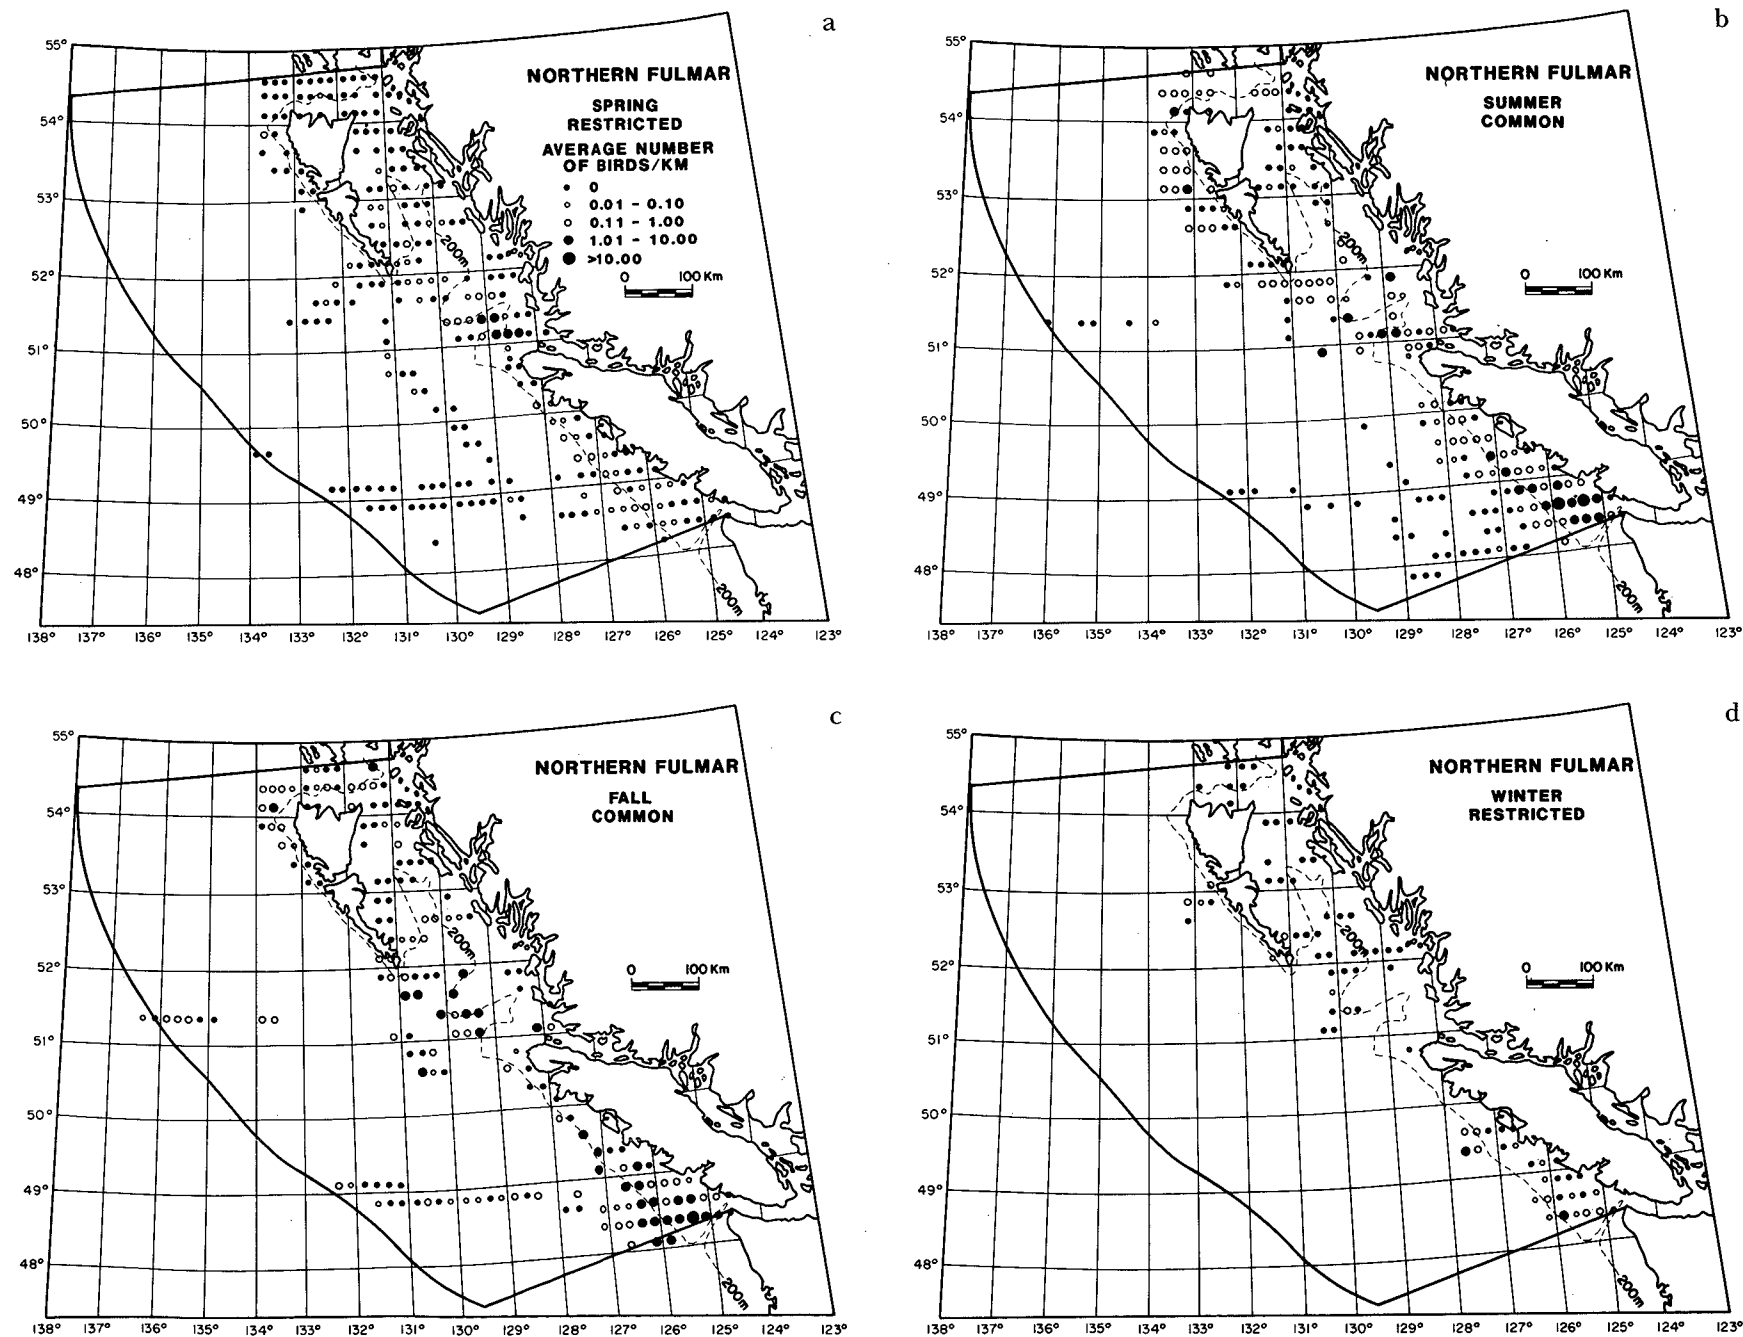 a
55°
54°
53°
52°
51°
50°
49°
48°
NORTHERN FULMAR
SPRING
RESTRICTED
AVERAGE NUMBER
OF BIRDS/KM
0
0.01 - 0.10
0.11 - 1.00
1.01 - 10.00
>10.00
0 100 Km
200m
200m
138° 137° 136° 135° 134° 133° 132° 131° 130° 129° 128° 127° 126° 125° 124° 123°
b
55°
54°
53°
52°
51°
50°
49°
48°
NORTHERN FULMAR
SUMMER
COMMON
0 100 Km
200m
200m
138° 137° 136° 135° 134° 133° 132° 131° 130° 129° 128° 127° 126° 125° 124° 123°
c
55°
54°
53°
52°
51°
50°
49°
48°
NORTHERN FULMAR
FALL
COMMON
0 100 Km
200m
200m
138° 137° 136° 135° 134° 133° 132° 131° 130° 129° 128° 127° 126° 125° 124° 123°
d
55°
54°
53°
52°
51°
50°
49°
48°
NORTHERN FULMAR
WINTER
RESTRICTED
0 100 Km
200m
200m
138° 137° 136° 135° 134° 133° 132° 131° 130° 129° 128° 127° 126° 125° 124° 123°